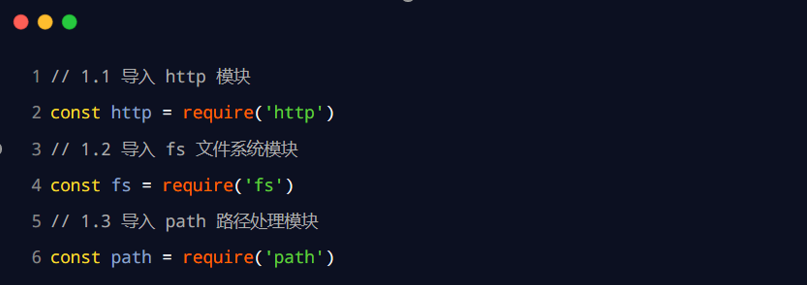 1 // 1.1 导入 http 模块
2 const http = require('http')
3 // 1.2 导入 fs 文件系统模块
4 const fs = require('fs')
5 // 1.3 导入 path 路径处理模块
6 const path = require('path')